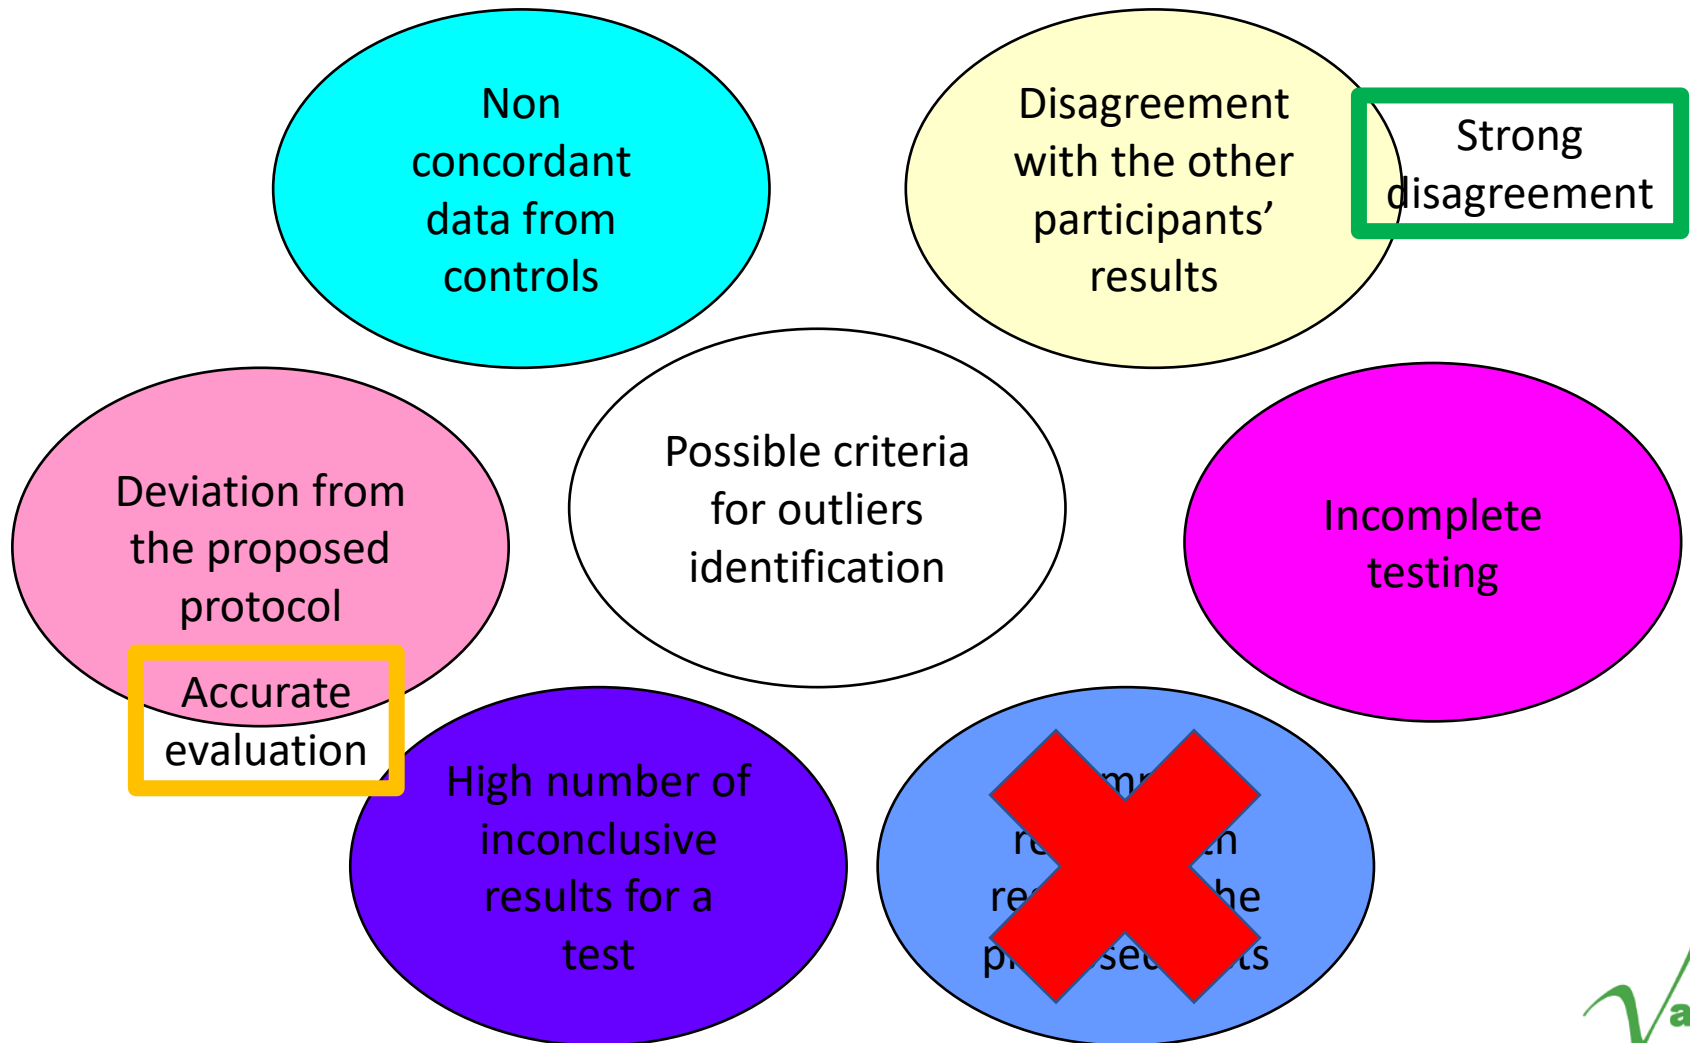 Non
concordant
data from
controls
Disagreement
with the other
participants’
results
Strong
disagreement
Possible criteria
for outliers
identification
Deviation from
the proposed
protocol
Accurate
evaluation
Incomplete
testing
High number of
inconclusive
results for a
test